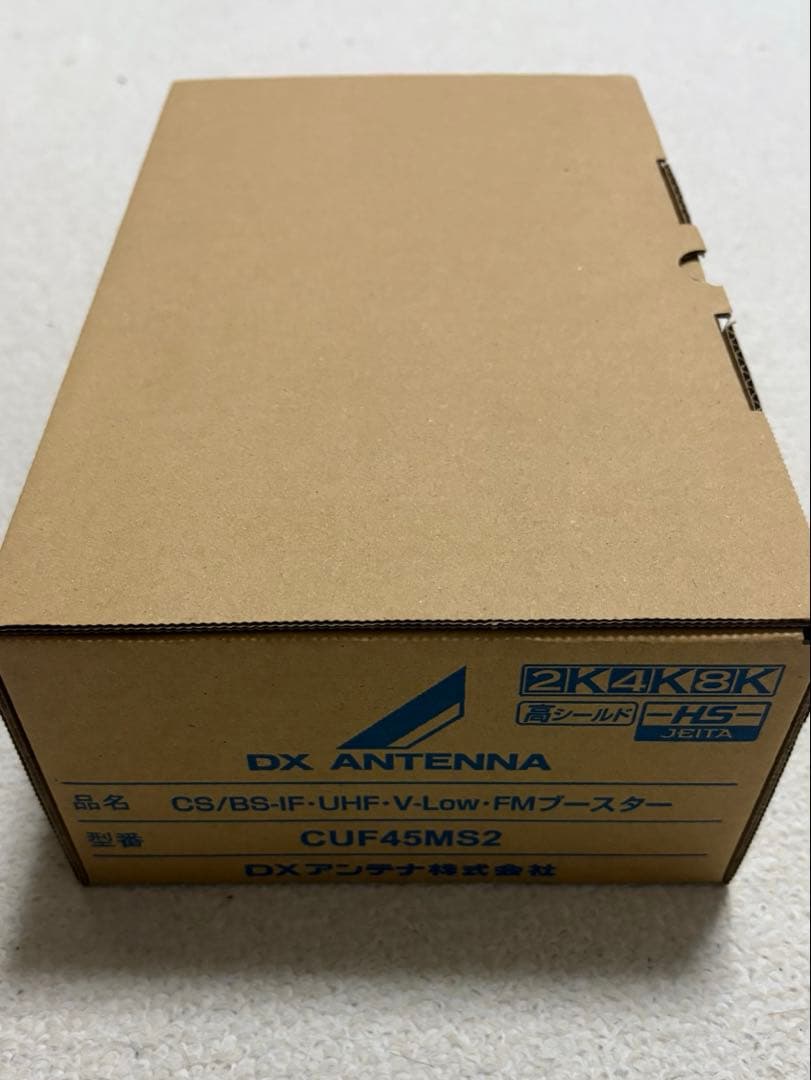 2K4K8K
高シールド
HS
JEITA
DX ANTENNA
品名 CS/BS-IF・UHF・V-Low・FMブースター
型番 CUF45MS2
DXアンテナ株式会社